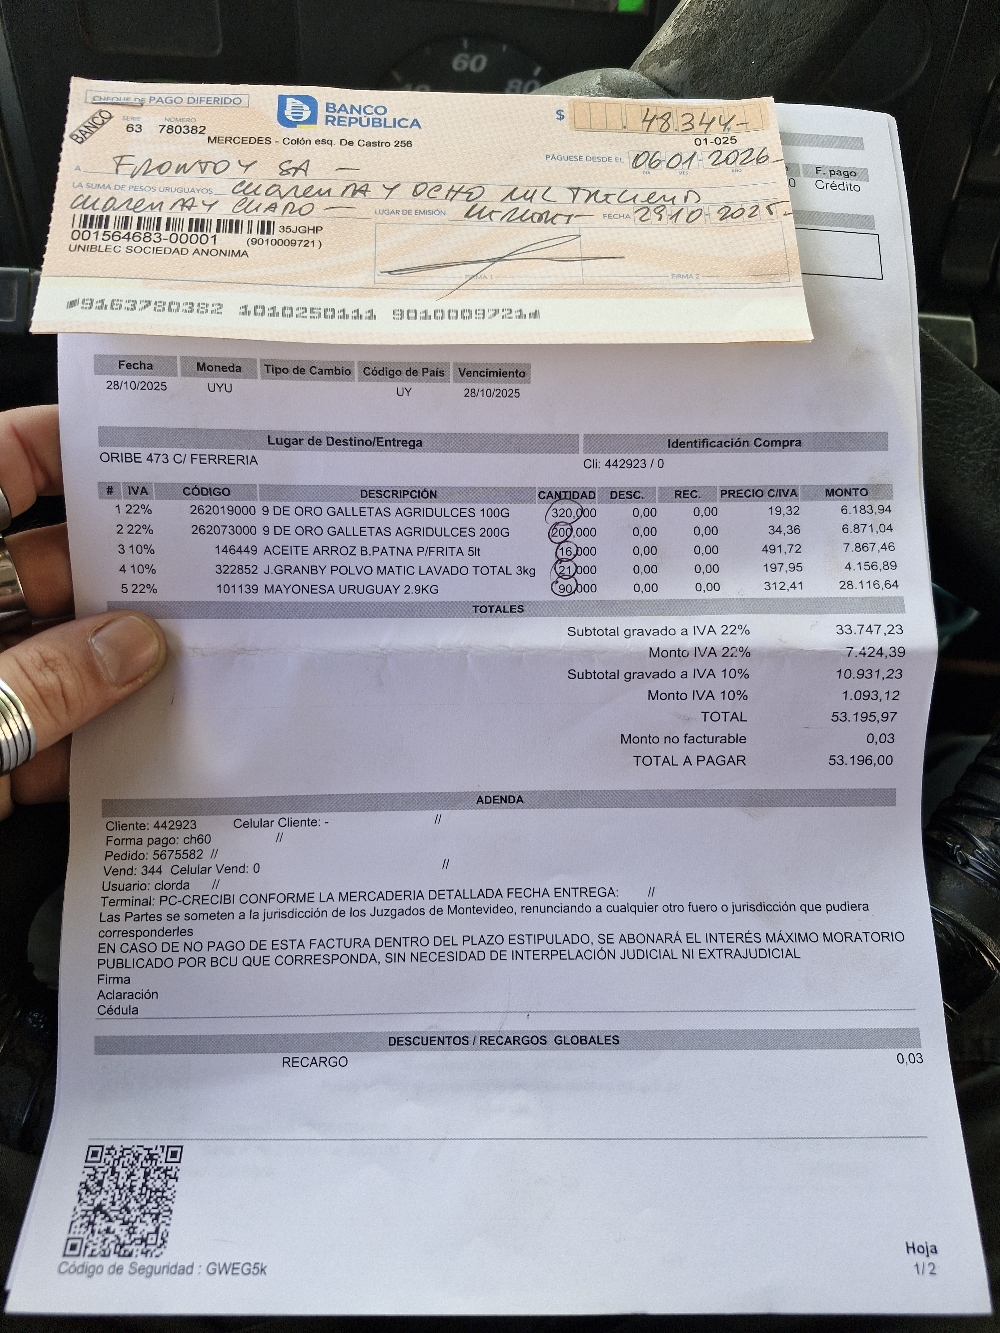 60
80
CHEQUE DE PAGO DIFERIDO
BANCO
SERIE NÚMERO
63 780382
BANCO
REPÚBLICA
MERCEDES - Colón esq. De Castro 256
$ 48.344.-
01-025
PÁGUESE DESDE EL 06 01 2026-
A FRONTOY SA —
LA SUMA DE PESOS URUGUAYOS CUARENTA Y OCHO MIL
CUARENTA Y CUATRO —
LUGAR DE EMISIÓN FECHA 29 10 2025-
35JGHP
001564683-00001 (9010009721)
UNIBLEC SOCIEDAD ANONIMA
FIRMA 1 FIRMA 2
9163780382 1010250111 9010009721
F. pago
0 Crédito
Fecha Moneda Tipo de Cambio Código de País Vencimiento
28/10/2025 UYU UY 28/10/2025
Lugar de Destino/Entrega Identificación Compra
ORIBE 473 C/ FERRERIA Cli: 442923 / 0
# IVA CÓDIGO DESCRIPCIÓN CANTIDAD DESC. REC. PRECIO C/IVA MONTO
1 22% 262019000 9 DE ORO GALLETAS AGRIDULCES 100G 320,000 0,00 0,00 19,32 6.183,94
2 22% 262073000 9 DE ORO GALLETAS AGRIDULCES 200G 200,000 0,00 0,00 34,36 6.871,04
3 10% 146449 ACEITE ARROZ B.PATNA P/FRITA 5lt 16,000 0,00 0,00 491,72 7.867,46
4 10% 322852 J.GRANBY POLVO MATIC LAVADO TOTAL 3kg 21,000 0,00 0,00 197,95 4.156,89
5 22% 101139 MAYONESA URUGUAY 2.9KG 90,000 0,00 0,00 312,41 28.116,64
TOTALES
Subtotal gravado a IVA 22% 33.747,23
Monto IVA 22% 7.424,39
Subtotal gravado a IVA 10% 10.931,23
Monto IVA 10% 1.093,12
TOTAL 53.195,97
Monto no facturable 0,03
TOTAL A PAGAR 53.196,00
ADENDA
Cliente: 442923 Celular Cliente: - //
Forma pago: ch60 //
Pedido: 5675582 //
Vend: 344 Celular Vend: 0 //
Usuario: clorda //
Terminal: PC-CRECIBI CONFORME LA MERCADERIA DETALLADA FECHA ENTREGA: //
Las Partes se someten a la jurisdicción de los Juzgados de Montevideo, renunciando a cualquier otro fuero o jurisdicción que pudiera
corresponderles
EN CASO DE NO PAGO DE ESTA FACTURA DENTRO DEL PLAZO ESTIPULADO, SE ABONARÁ EL INTERÉS MÁXIMO MORATORIO
PUBLICADO POR BCU QUE CORRESPONDA, SIN NECESIDAD DE INTERPELACIÓN JUDICIAL NI EXTRAJUDICIAL
Firma
Aclaración
Cédula
DESCUENTOS / RECARGOS GLOBALES
RECARGO 0,03
Código de Seguridad : GWEG5k
Hoja
1/2